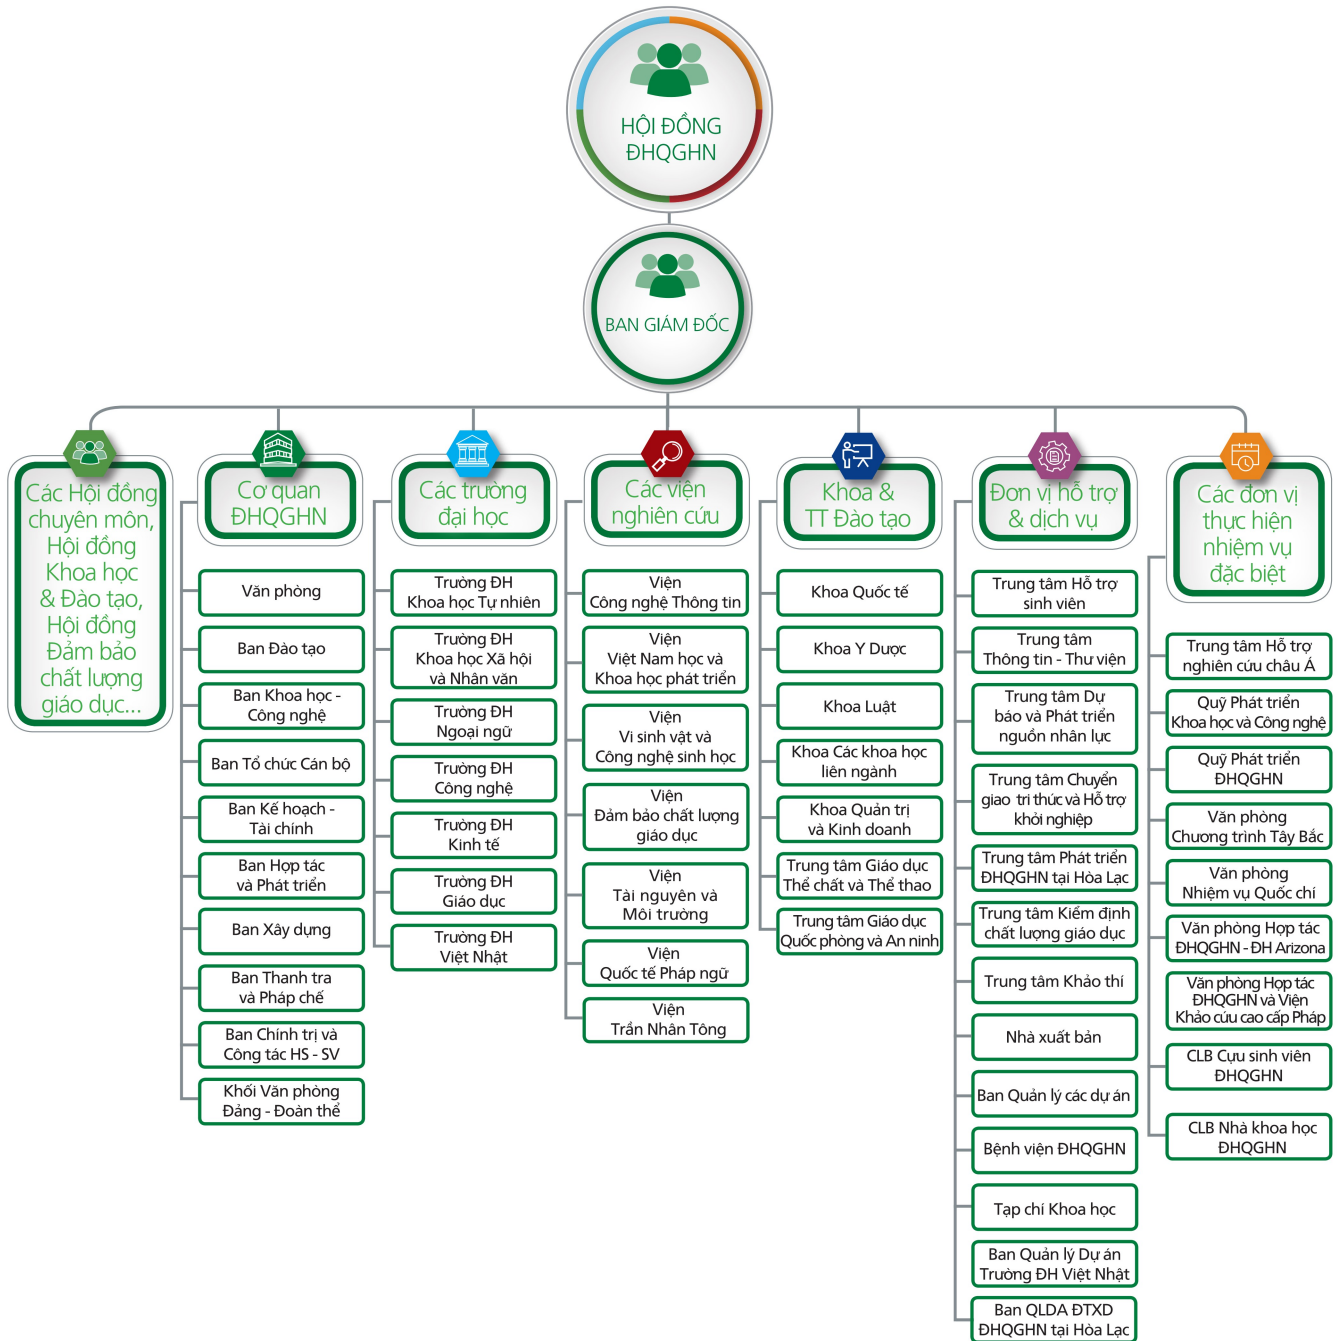 HỘI ĐỒNG
ĐHQGHN
BAN GIÁM ĐỐC
Các Hội đồng
chuyên môn,
Hội đồng
Khoa học
& Đào tạo,
Hội đồng
Đảm bảo
chất lượng
giáo dục...
Cơ quan
ĐHQGHN
Văn phòng
Ban Đào tạo
Ban Khoa học -
Công nghệ
Ban Tổ chức Cán bộ
Ban Kế hoạch -
Tài chính
Ban Hợp tác
và Phát triển
Ban Xây dựng
Ban Thanh tra
và Pháp chế
Ban Chính trị và
Công tác HS - SV
Khối Văn phòng
Đảng - Đoàn thể
Các trường
đại học
Trường ĐH
Khoa học Tự nhiên
Trường ĐH
Khoa học Xã hội
và Nhân văn
Trường ĐH
Ngoại ngữ
Trường ĐH
Công nghệ
Trường ĐH
Kinh tế
Trường ĐH
Giáo dục
Trường ĐH
Việt Nhật
Các viện
nghiên cứu
Viện
Công nghệ Thông tin
Viện
Việt Nam học và
Khoa học phát triển
Viện
Vi sinh vật và
Công nghệ sinh học
Viện
Đảm bảo chất lượng
giáo dục
Viện
Tài nguyên và
Môi trường
Viện
Quốc tế Pháp ngữ
Viện
Trần Nhân Tông
Khoa &
TT Đào tạo
Khoa Quốc tế
Khoa Y Dược
Khoa Luật
Khoa Các khoa học
liên ngành
Khoa Quản trị
và Kinh doanh
Trung tâm Giáo dục
Thể chất và Thể thao
Trung tâm Giáo dục
Quốc phòng và An ninh
Đơn vị hỗ trợ
& dịch vụ
Trung tâm Hỗ trợ
sinh viên
Trung tâm
Thông tin - Thư viện
Trung tâm Dự
báo và Phát triển
nguồn nhân lực
Trung tâm Chuyển
giao tri thức và Hỗ trợ
khởi nghiệp
Trung tâm Phát triển
ĐHQGHN tại Hòa Lạc
Trung tâm Kiểm định
chất lượng giáo dục
Trung tâm Khảo thí
Nhà xuất bản
Ban Quản lý các dự án
Bệnh viện ĐHQGHN
Tạp chí Khoa học
Ban Quản lý Dự án
Trường ĐH Việt Nhật
Ban QLDA ĐTXD
ĐHQGHN tại Hòa Lạc
Các đơn vị
thực hiện
nhiệm vụ
đặc biệt
Trung tâm Hỗ trợ
nghiên cứu châu Á
Quỹ Phát triển
Khoa học và Công nghệ
Quỹ Phát triển
ĐHQGHN
Văn phòng
Chương trình Tây Bắc
Văn phòng
Nhiệm vụ Quốc chí
Văn phòng Hợp tác
ĐHQGHN - ĐH Arizona
Văn phòng Hợp tác
ĐHQGHN và Viện
Khảo cứu cao cấp Pháp
CLB Cựu sinh viên
ĐHQGHN
CLB Nhà khoa học
ĐHQGHN